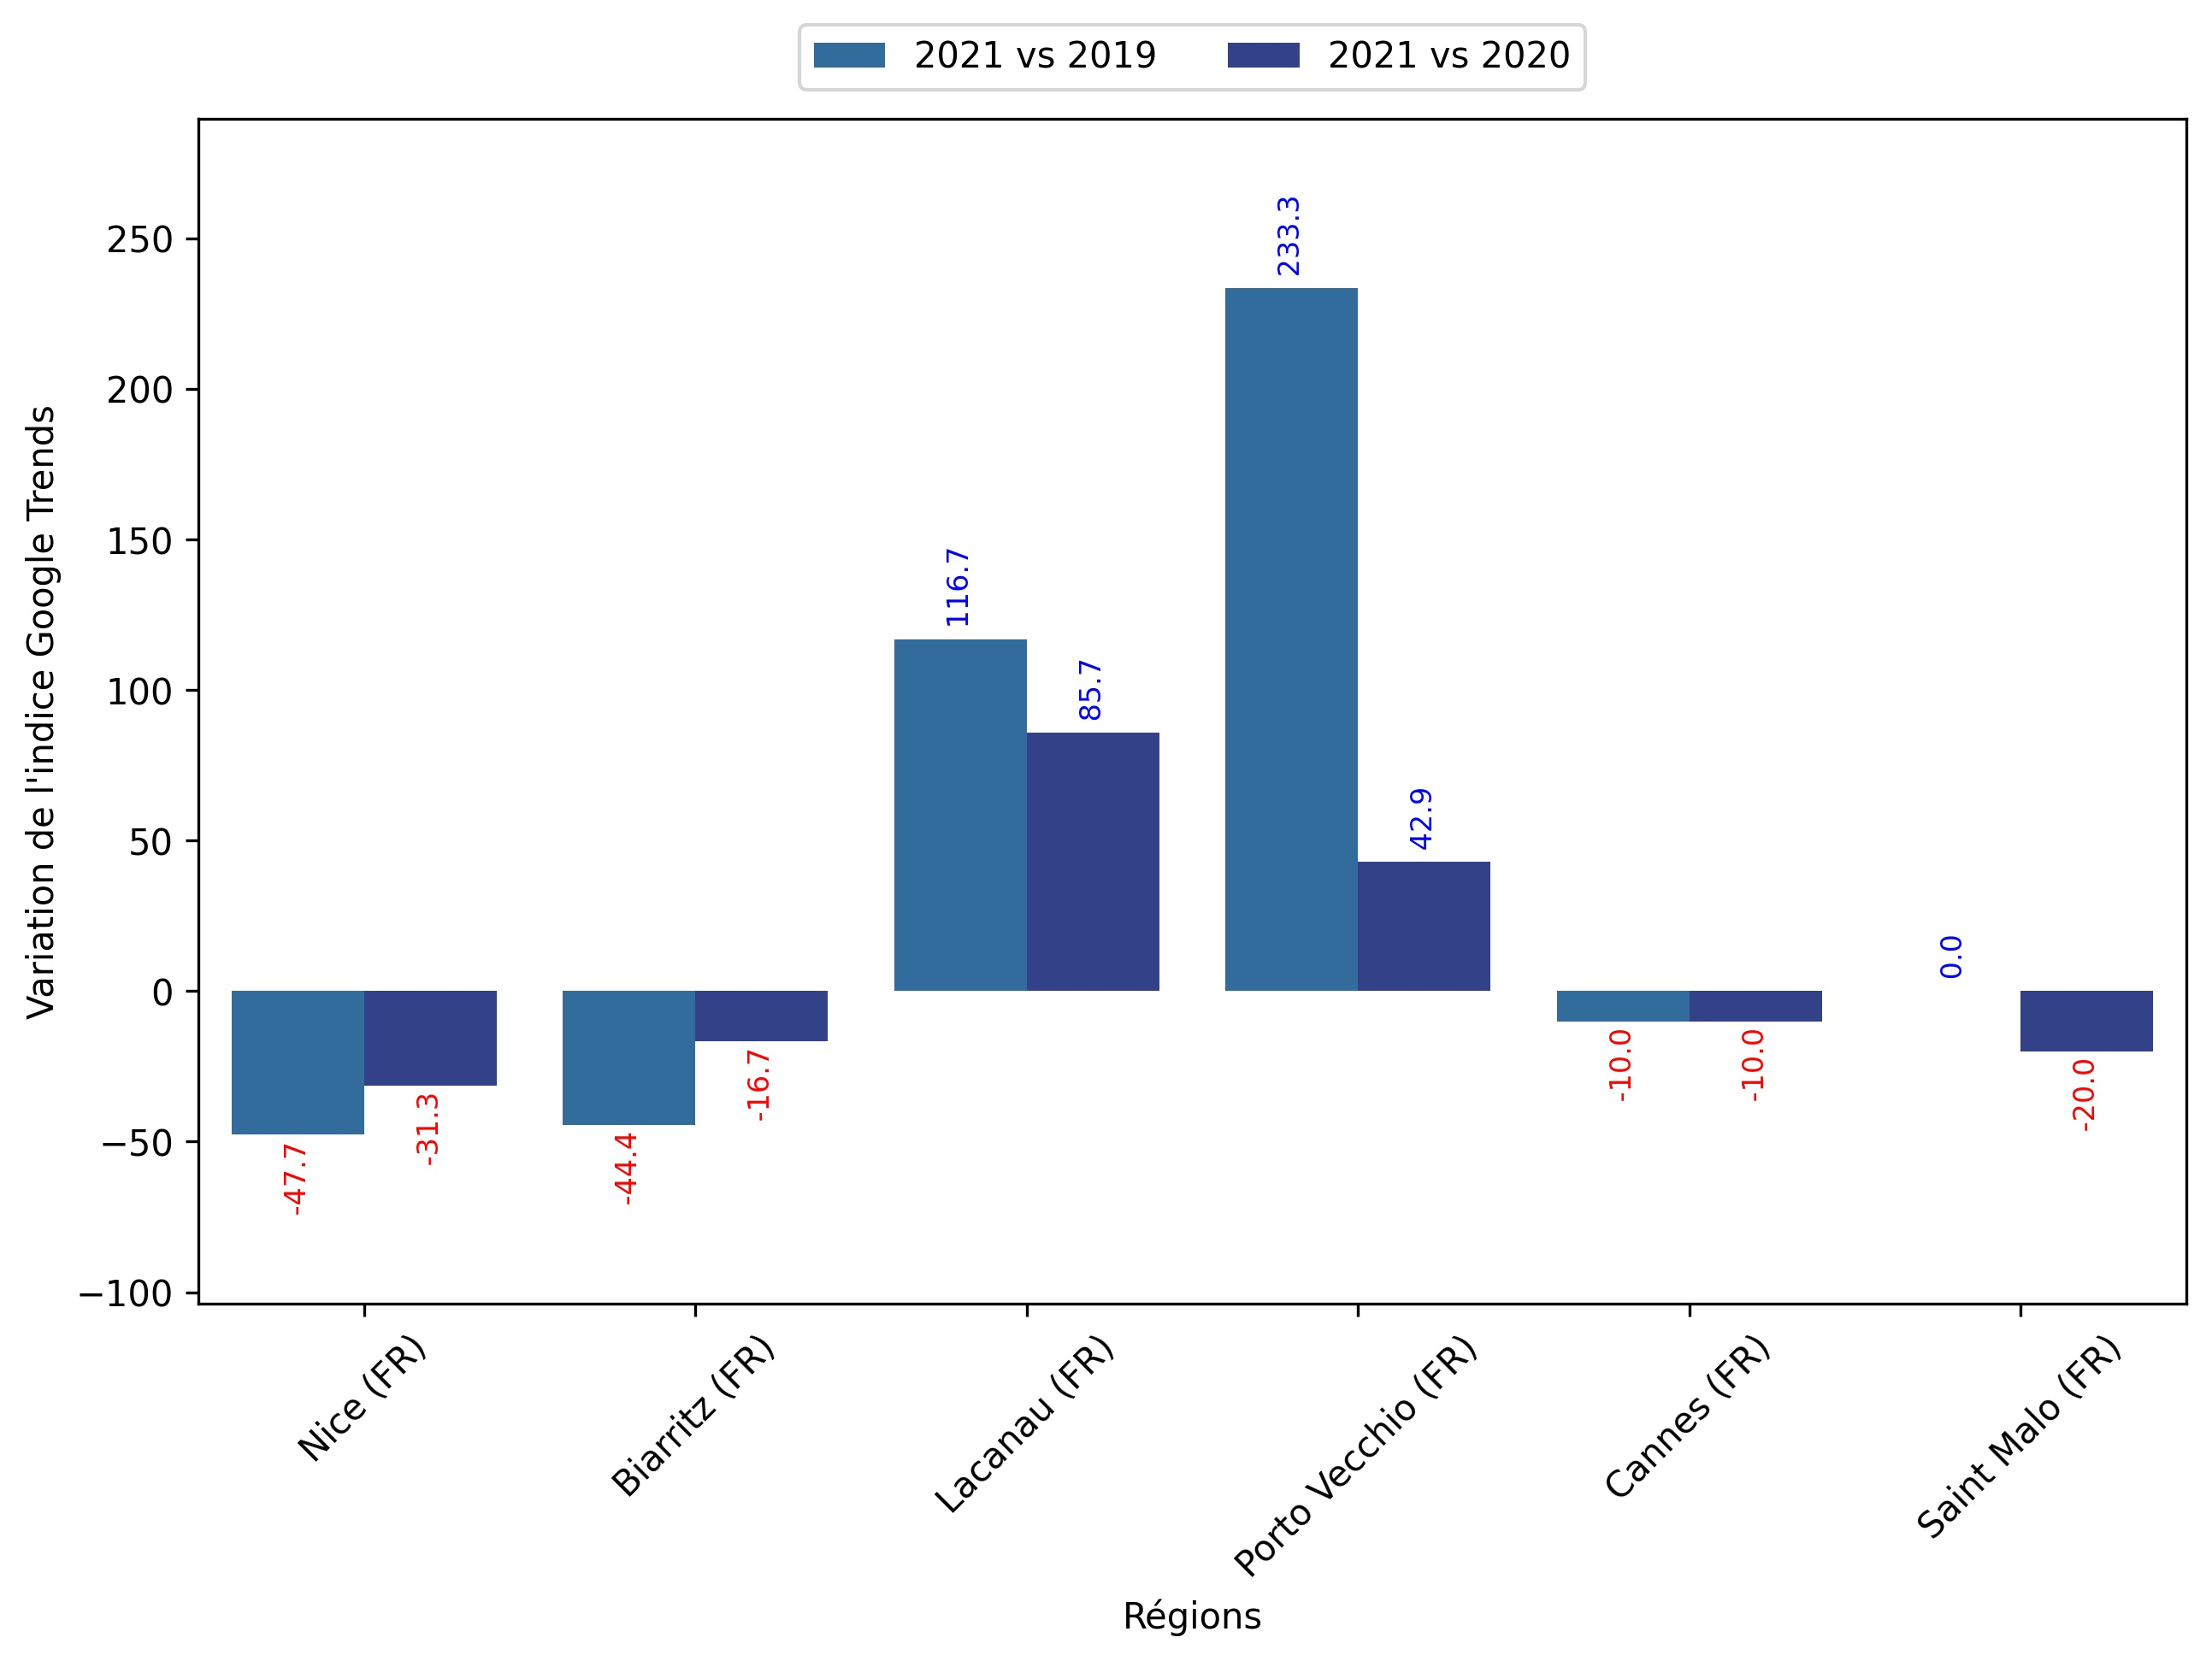 2021 vs 2019
2021 vs 2020
Variation de l'indice Google Trends
250
200
150
100
50
0
−50
−100
-47.7
-31.3
-44.4
-16.7
116.7
85.7
233.3
42.9
-10.0
-10.0
0.0
-20.0
Nice (FR)
Biarritz (FR)
Lacanau (FR)
Porto Vecchio (FR)
Cannes (FR)
Saint Malo (FR)
Régions